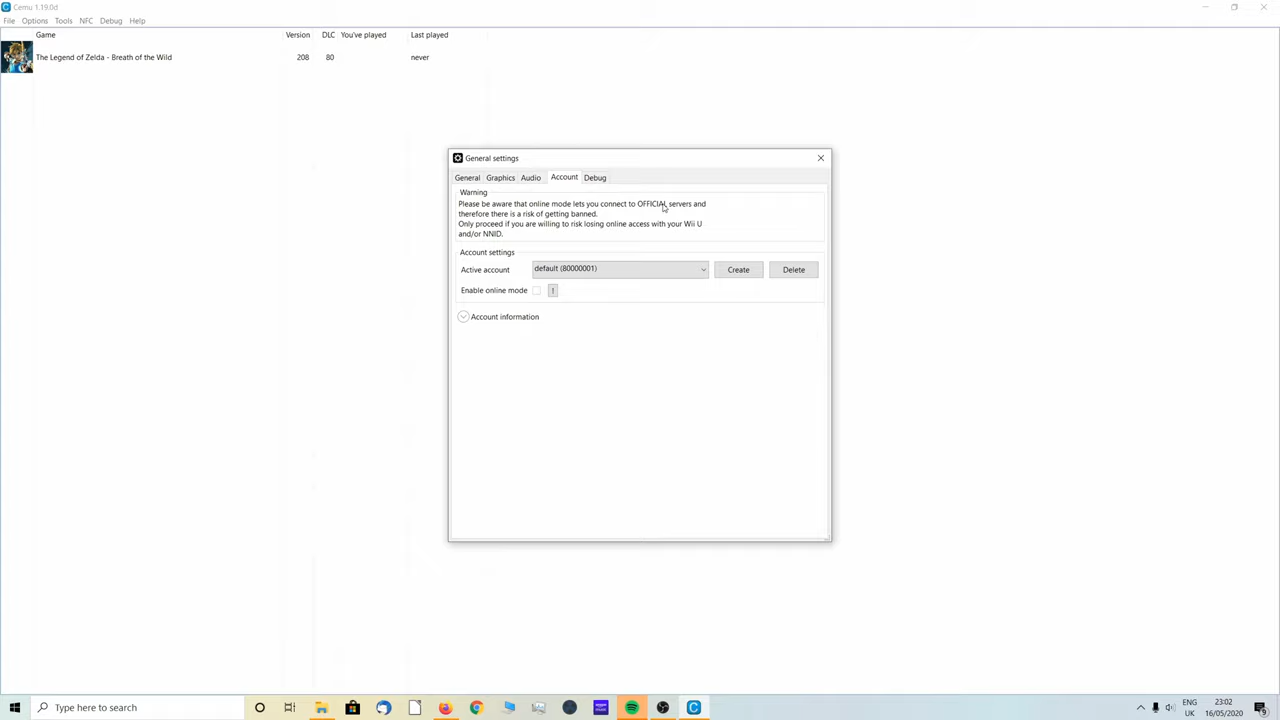 Cemu 1.19.0d
File Options Tools NFC Debug Help
Game Version DLC You've played Last played
The Legend of Zelda - Breath of the Wild 208 80 never
General settings
General Graphics Audio Account Debug
Warning
Please be aware that online mode lets you connect to OFFICIAL servers and
therefore there is a risk of getting banned.
Only proceed if you are willing to risk losing online access with your Wii U
and/or NNID.
Account settings
Active account default (80000001) Create Delete
Enable online mode !
Account information
Type here to search
ENG 23:02
UK 16/05/2020